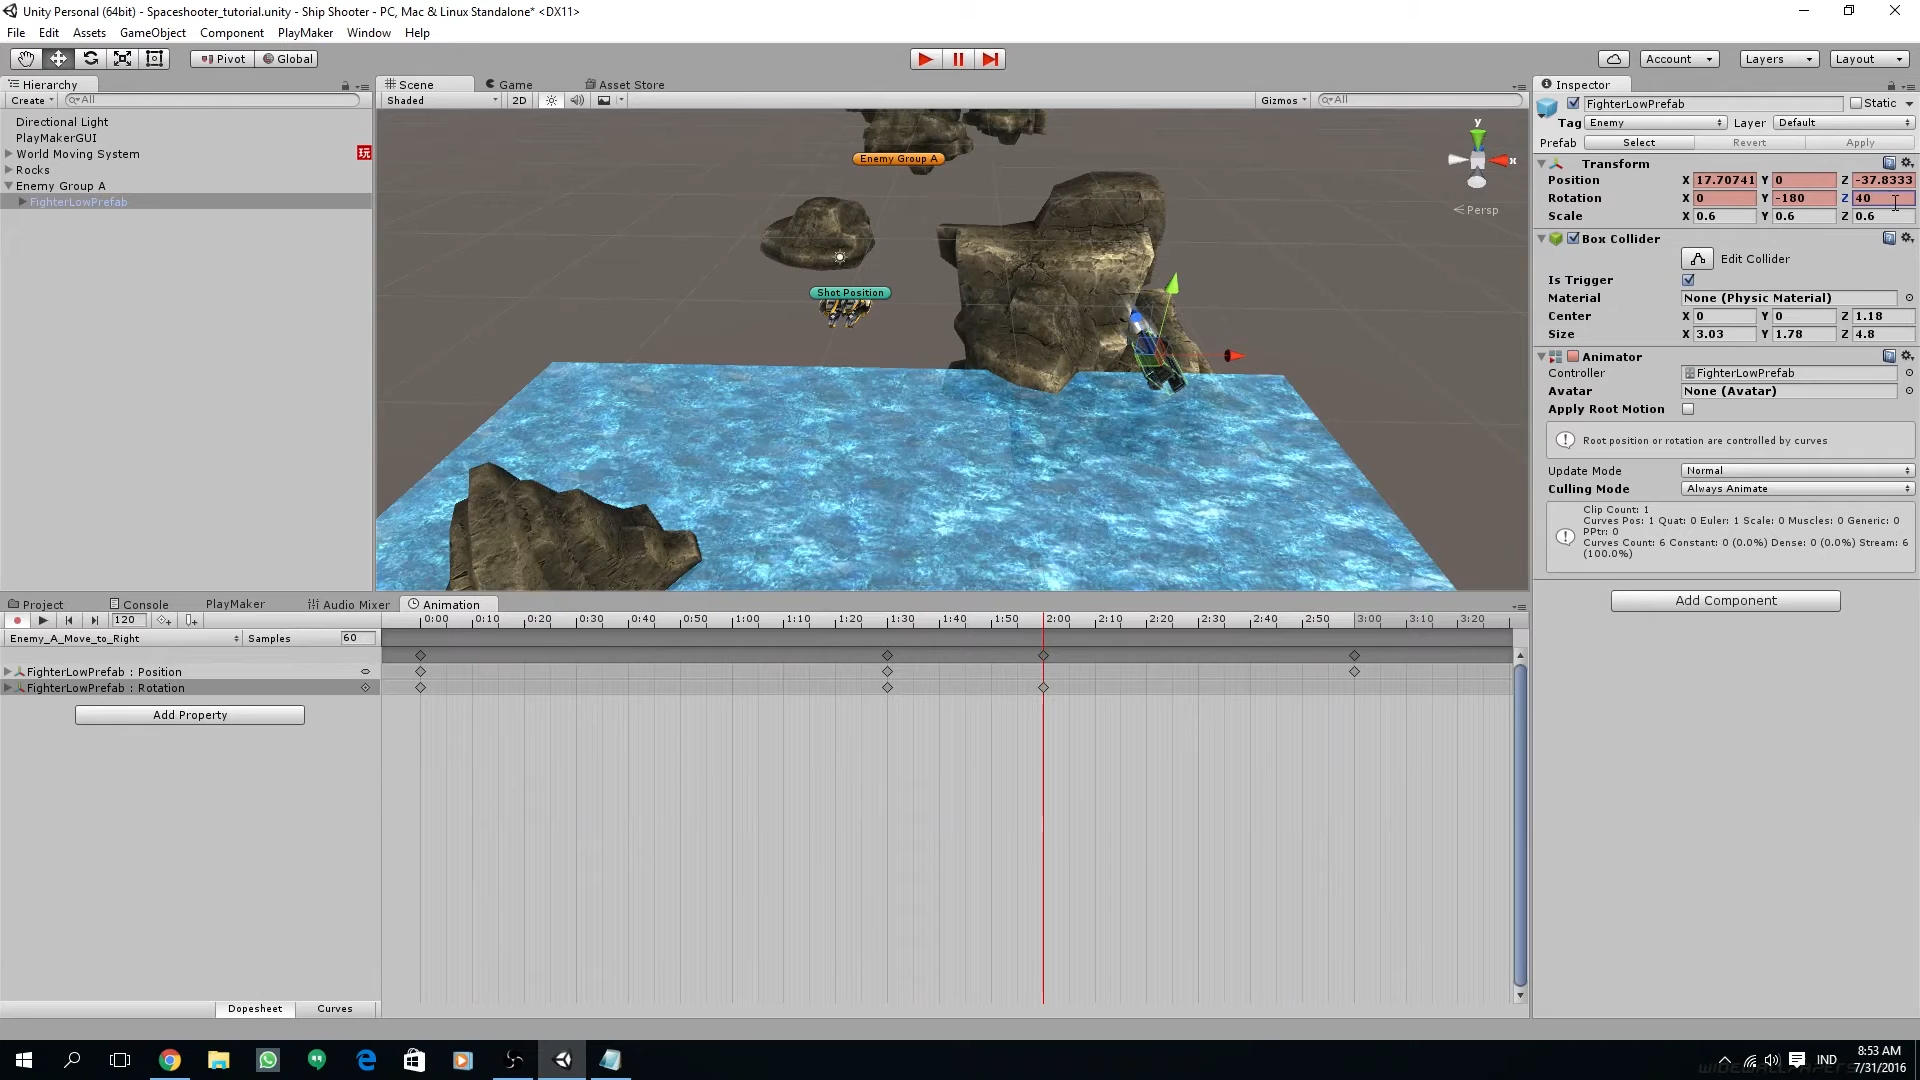 Unity Personal (64bit) - Spaceshooter_tutorial.unity - Ship Shooter - PC, Mac & Linux Standalone* <DX11>
File Edit Assets GameObject Component PlayMaker Window Help
Pivot Global Account Layers Layout
Hierarchy
Create All
Directional Light
PlayMakerGUI
World Moving System
玩
Rocks
Enemy Group A
FighterLowPrefab
Scene Game Asset Store
Shaded 2D Gizmos All
Enemy Group A
Shot Position
y
x
Persp
Inspector
FighterLowPrefab Static
Tag Enemy Layer Default
Prefab Select Revert Apply
Transform
Position X 17.70741 Y 0 Z -37.8333
Rotation X 0 Y -180 Z 40
Scale X 0.6 Y 0.6 Z 0.6
Box Collider
Edit Collider
Is Trigger
Material None (Physic Material)
Center X 0 Y 0 Z 1.18
Size X 3.03 Y 1.78 Z 4.8
Animator
Controller FighterLowPrefab
Avatar None (Avatar)
Apply Root Motion
Root position or rotation are controlled by curves
Update Mode Normal
Culling Mode Always Animate
Clip Count: 1
Curves Pos: 1 Quat: 0 Euler: 1 Scale: 0 Muscles: 0 Generic: 0
PPtr: 0
Curves Count: 6 Constant: 0 (0.0%) Dense: 0 (0.0%) Stream: 6
(100.0%)
Add Component
Project Console PlayMaker Audio Mixer Animation
120 0:00 0:10 0:20 0:30 0:40 0:50 1:00 1:10 1:20 1:30 1:40 1:50 2:00 2:10 2:20 2:30 2:40 2:50 3:00 3:10 3:20
Enemy_A_Move_to_Right Samples 60
FighterLowPrefab : Position
FighterLowPrefab : Rotation
Add Property
Dopesheet Curves
IND
8:53 AM
7/31/2016